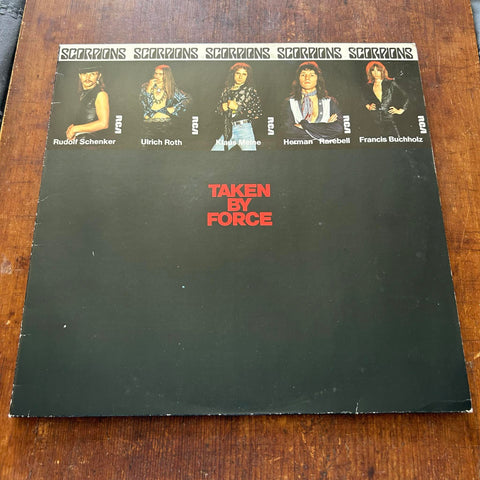 SCORPIONS SCORPIONS SCORPIONS SCORPIONS SCORPIONS
RCA RCA RCA RCA RCA
Rudolf Schenker Ulrich Roth Klaus Meine Herman Rarebell Francis Buchholz
TAKEN
BY
FORCE